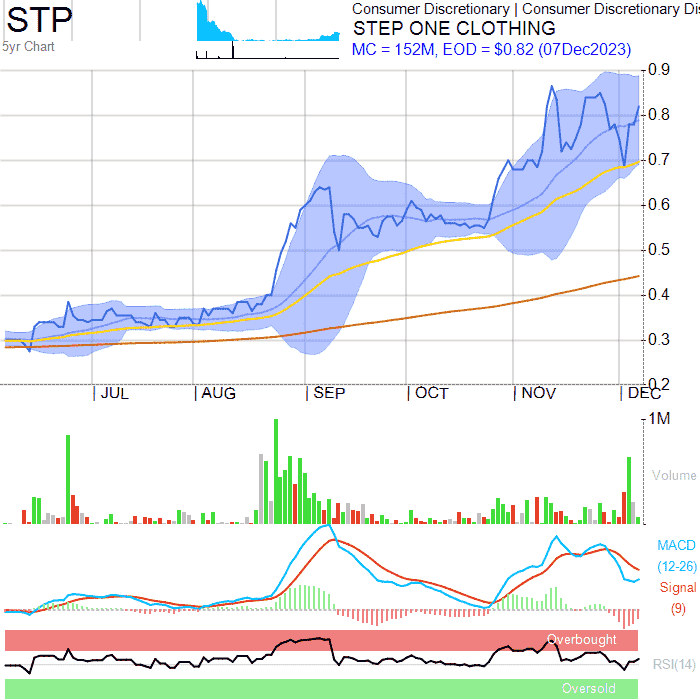 STP
5yr Chart
Consumer Discretionary | Consumer Discretionary Dis
STEP ONE CLOTHING
MC = 152M, EOD = $0.82 (07Dec2023)
0.9
0.8
0.7
0.6
0.5
0.4
0.3
0.2
JUL AUG SEP OCT NOV DEC
1M
Volume
MACD
(12-26)
Signal
(9)
Overbought
RSI(14)
Oversold